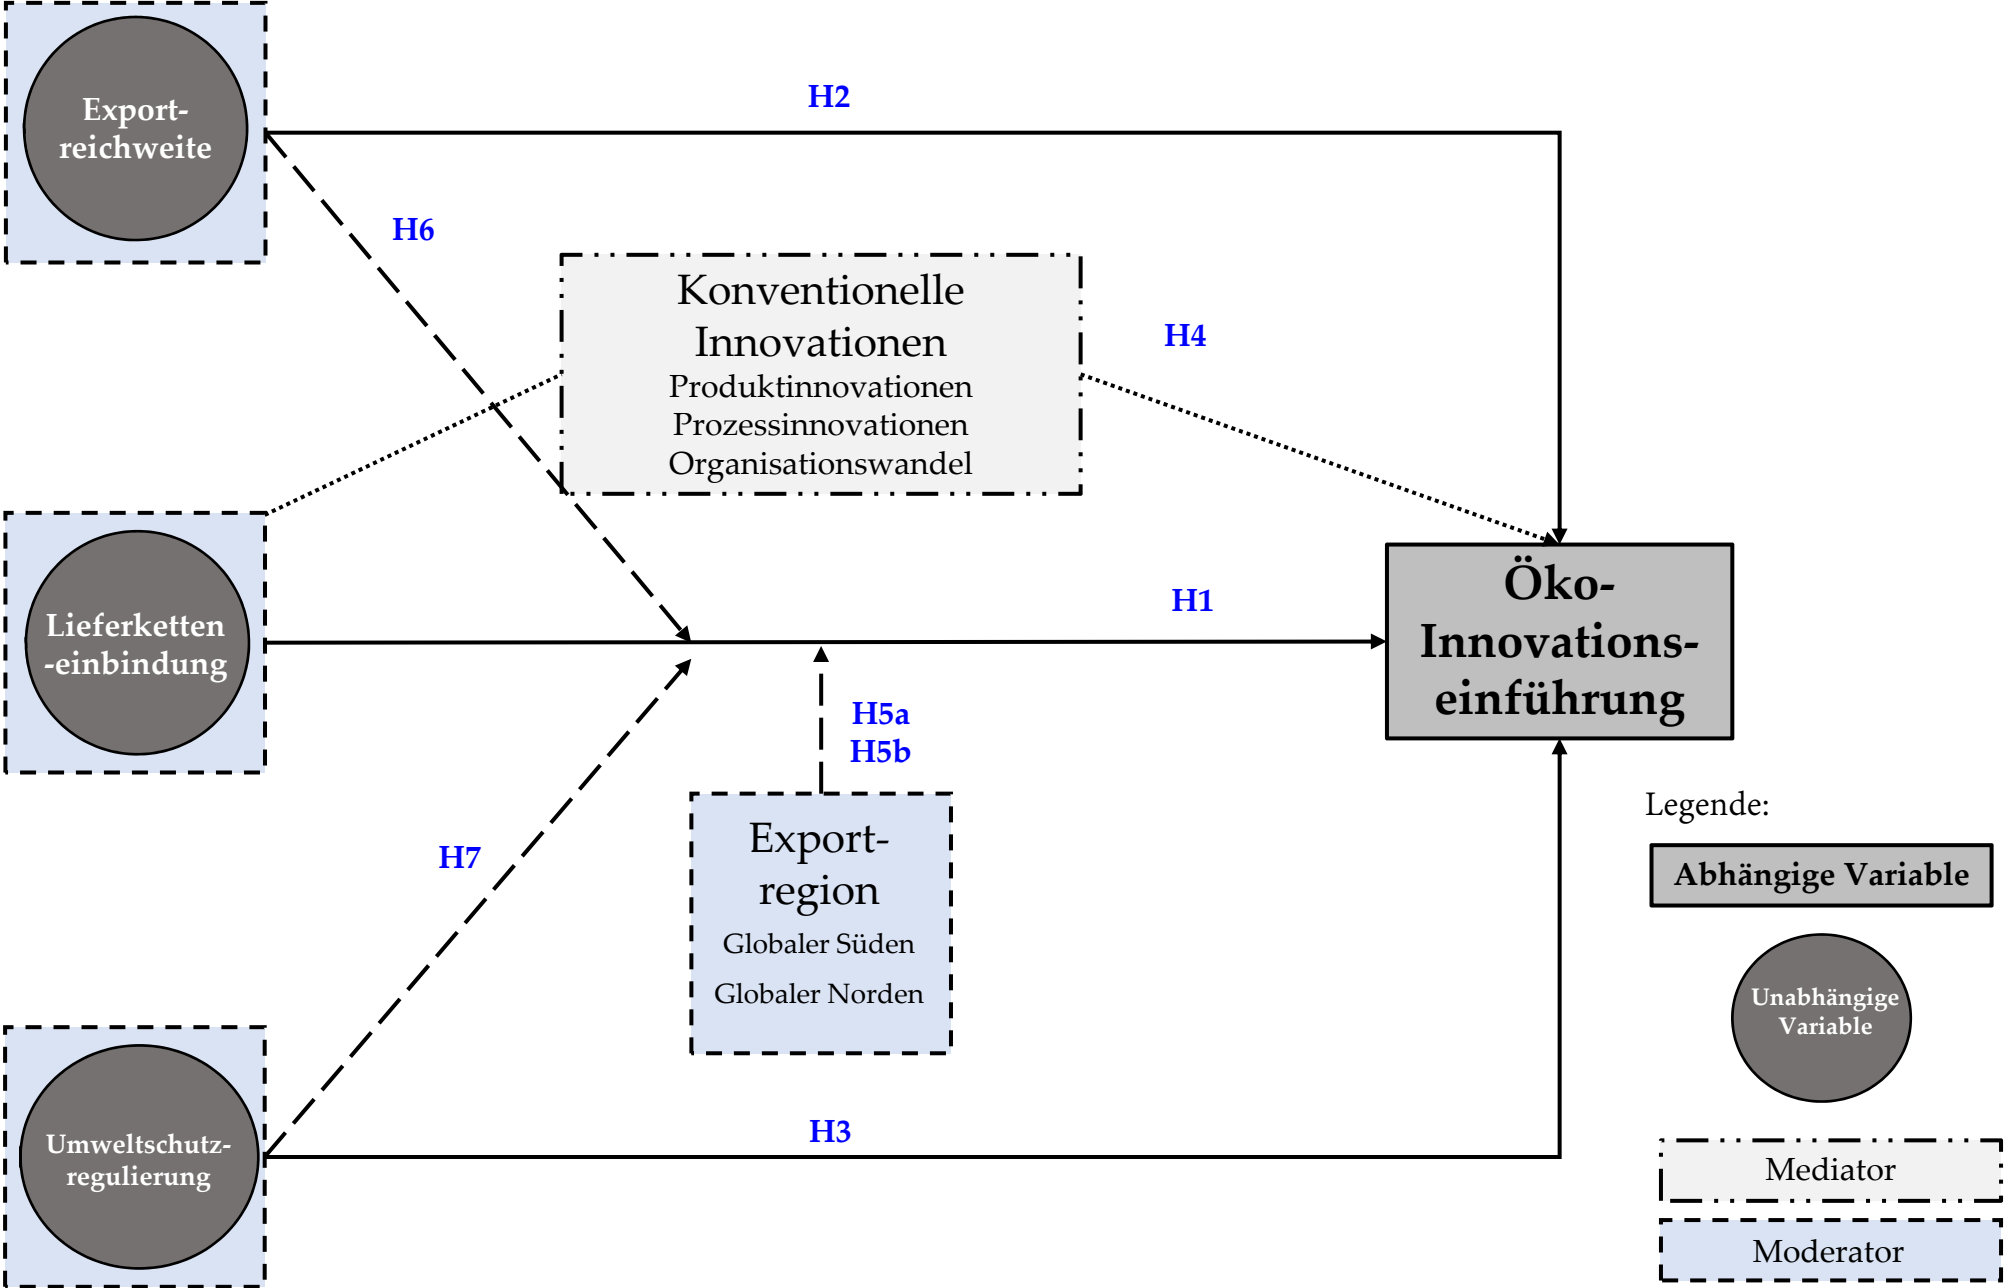 Export-
reichweite
H2
H6
Konventionelle
Innovationen
Produktinnovationen
Prozessinnovationen
Organisationswandel
H4
Lieferketten
-einbindung
H1
Öko-
Innovations-
einführung
H5a
H5b
H7
Export-
region
Globaler Süden
Globaler Norden
Umweltschutz-
regulierung
H3
Legende:
Abhängige Variable
Unabhängige
Variable
Mediator
Moderator